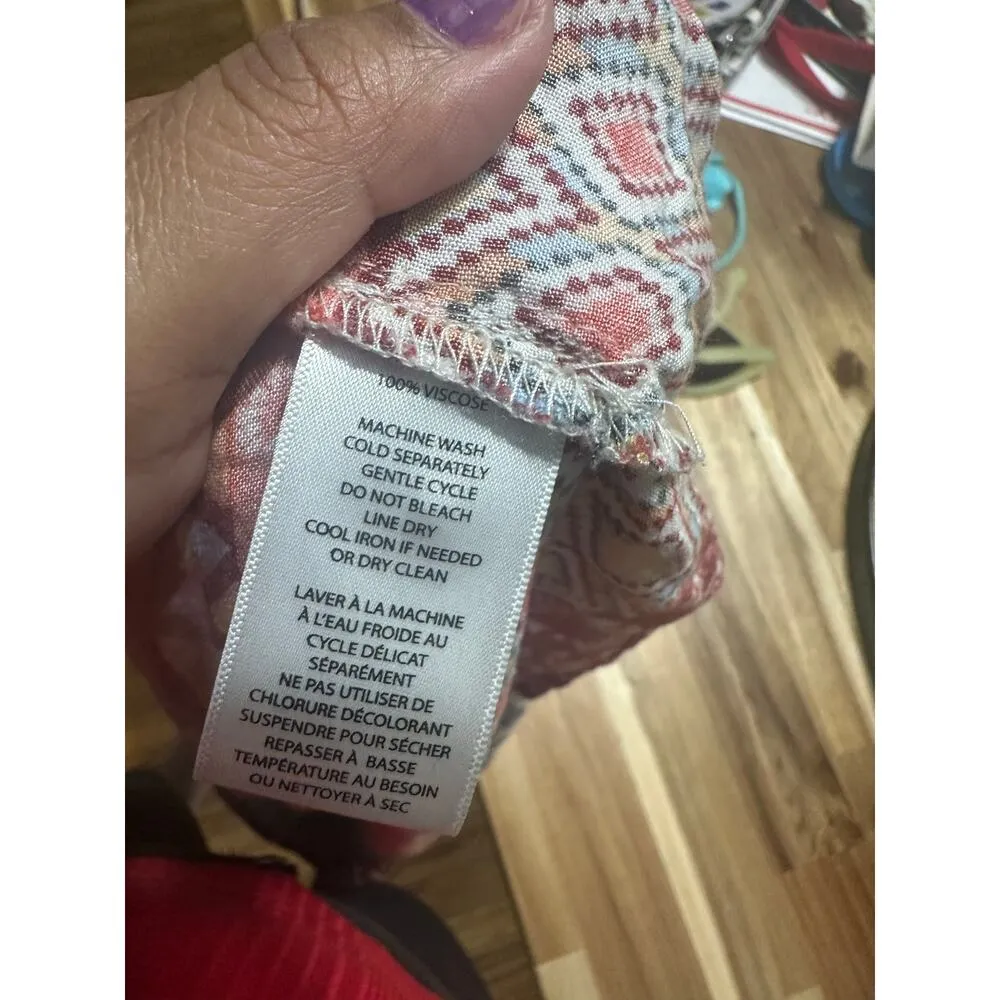 100% VISCOSE
MACHINE WASH
COLD SEPARATELY
GENTLE CYCLE
DO NOT BLEACH
LINE DRY
COOL IRON IF NEEDED
OR DRY CLEAN
LAVER À LA MACHINE
À L'EAU FROIDE AU
CYCLE DÉLICAT
SÉPARÉMENT
NE PAS UTILISER DE
CHLORURE DÉCOLORANT
SUSPENDRE POUR SÉCHER
REPASSER À BASSE
TEMPÉRATURE AU BESOIN
OU NETTOYER À SEC